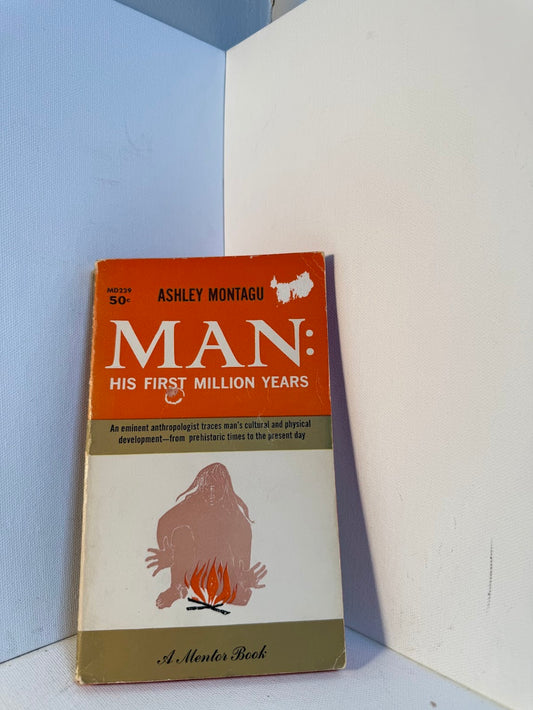 MD239
50¢
ASHLEY MONTAGU
MAN:
HIS FIRST MILLION YEARS
An eminent anthropologist traces man's cultural and physical
development—from prehistoric times to the present day
A Mentor Book